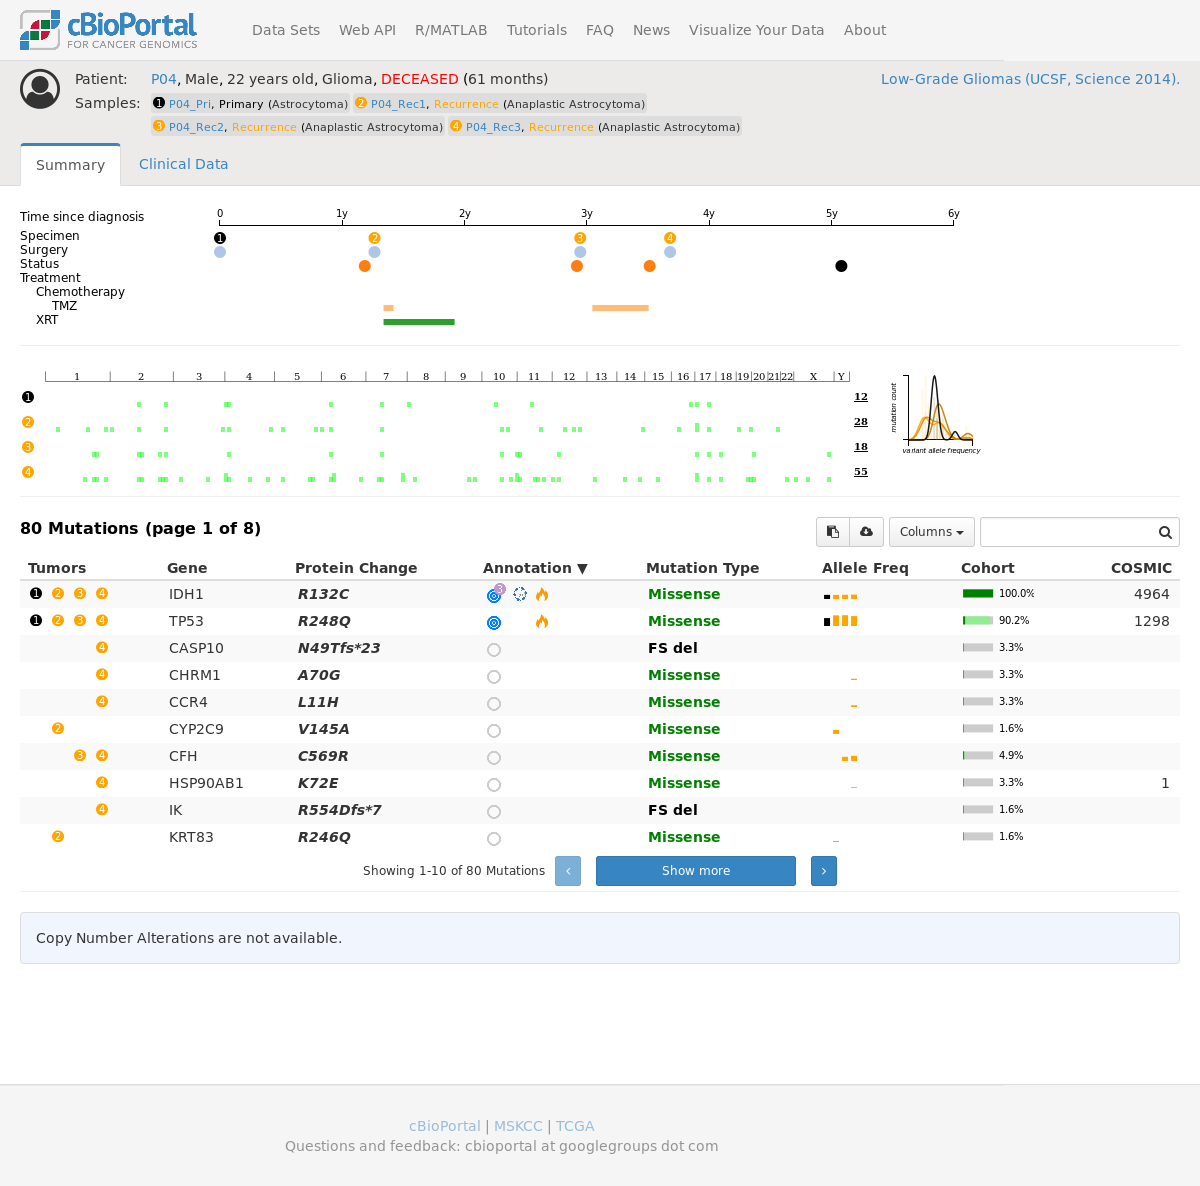 cBioPortal
FOR CANCER GENOMICS
Data Sets Web API R/MATLAB Tutorials FAQ News Visualize Your Data About
Patient: P04, Male, 22 years old, Glioma, DECEASED (61 months) Low-Grade Gliomas (UCSF, Science 2014).
Samples: 1 P04_Pri, Primary (Astrocytoma) 2 P04_Rec1, Recurrence (Anaplastic Astrocytoma)
3 P04_Rec2, Recurrence (Anaplastic Astrocytoma) 4 P04_Rec3, Recurrence (Anaplastic Astrocytoma)
Summary Clinical Data
Time since diagnosis 0 1y 2y 3y 4y 5y 6y
Specimen 1 2 3 4
Surgery
Status
Treatment
Chemotherapy
TMZ
XRT
1 2 3 4 5 6 7 8 9 10 11 12 13 14 15 16 17 18 19 20 21 22 X Y
1 12
2 28
3 18
4 55
mutation count
variant allele frequency
80 Mutations (page 1 of 8) Columns
Tumors Gene Protein Change Annotation ▼ Mutation Type Allele Freq Cohort COSMIC
1 2 3 4 IDH1 R132C 3 Missense 100.0% 4964
1 2 3 4 TP53 R248Q Missense 90.2% 1298
4 CASP10 N49Tfs*23 FS del 3.3%
4 CHRM1 A70G Missense 3.3%
4 CCR4 L11H Missense 3.3%
2 CYP2C9 V145A Missense 1.6%
3 4 CFH C569R Missense 4.9%
4 HSP90AB1 K72E Missense 3.3% 1
4 IK R554Dfs*7 FS del 1.6%
2 KRT83 R246Q Missense 1.6%
Showing 1-10 of 80 Mutations ‹ Show more ›
Copy Number Alterations are not available.
cBioPortal | MSKCC | TCGA
Questions and feedback: cbioportal at googlegroups dot com